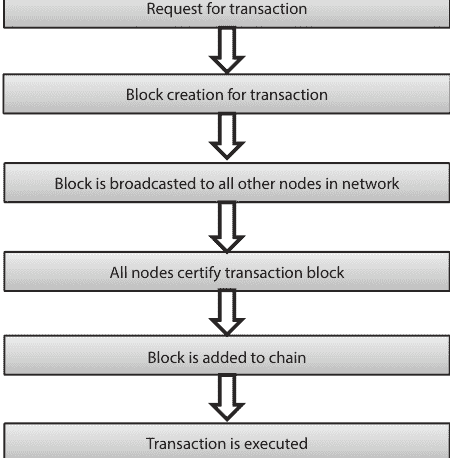 Request for transaction
Block creation for transaction
Block is broadcasted to all other nodes in network
All nodes certify transaction block
Block is added to chain
Transaction is executed